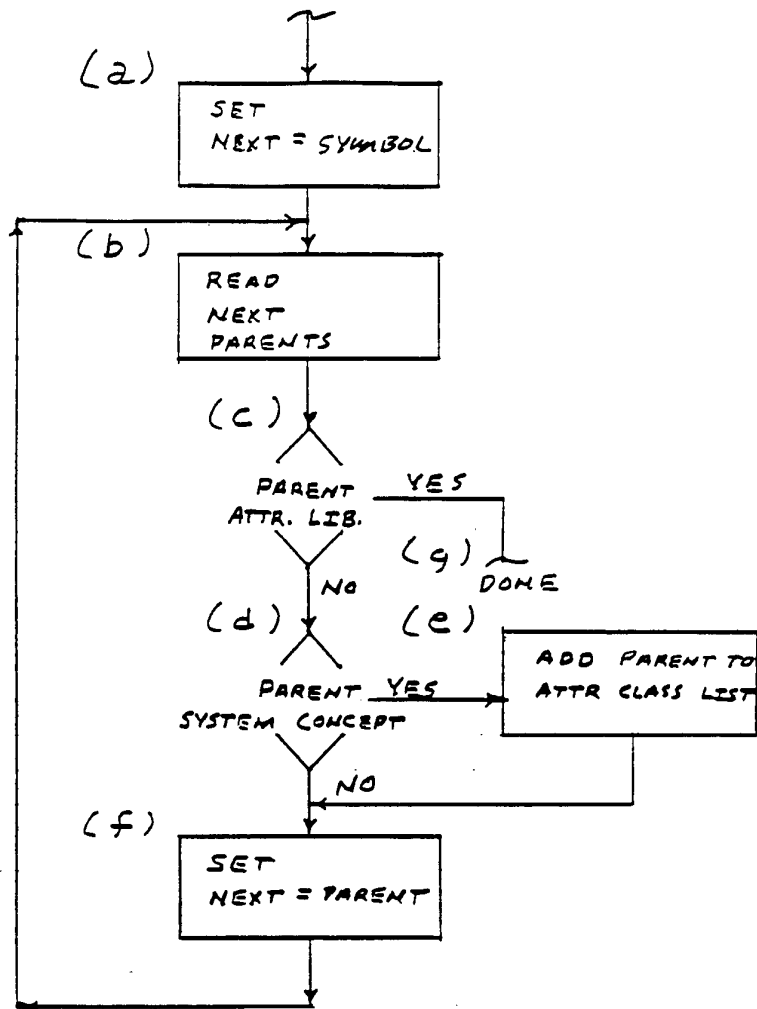 (a)
SET
NEXT = SYMBOL
(b)
READ
NEXT
PARENTS
(c)
PARENT
ATTR. LIB.
YES
(g)
DONE
NO
(d)
(e)
PARENT
SYSTEM CONCEPT
YES
ADD PARENT TO
ATTR CLASS LIST
NO
(f)
SET
NEXT = PARENT